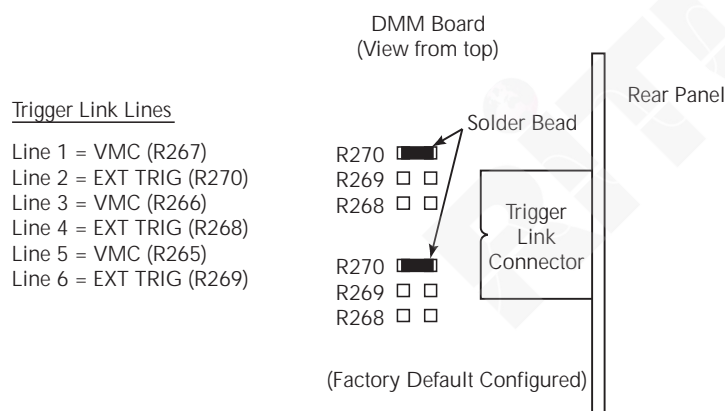 DMM Board
(View from top)
Rear Panel
Trigger Link Lines
Line 1 = VMC (R267)
Line 2 = EXT TRIG (R270)
Line 3 = VMC (R266)
Line 4 = EXT TRIG (R268)
Line 5 = VMC (R265)
Line 6 = EXT TRIG (R269)
Solder Bead
R270
R269
R268
Trigger
Link
Connector
R270
R269
R268
(Factory Default Configured)